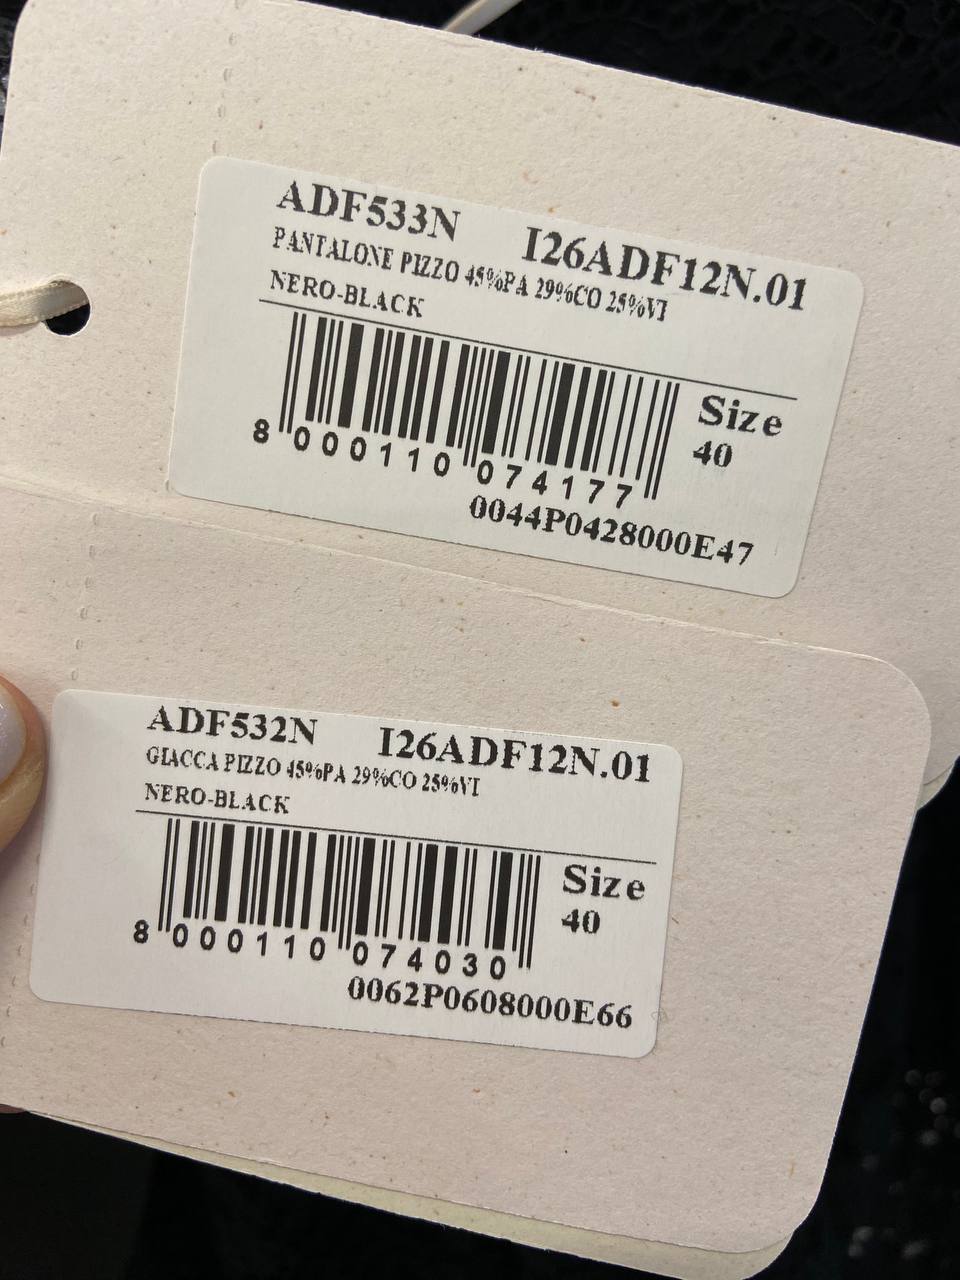 ADF533N I26ADF12N.01
PANTALONE PIZZO 45%PA 29%CO 25%VI
NERO-BLACK
Size
40
8 000110 074177
0044P0428000E47
ADF532N I26ADF12N.01
GIACCA PIZZO 45%PA 29%CO 25%VI
NERO-BLACK
Size
40
8 000110 074030
0062P0608000E66